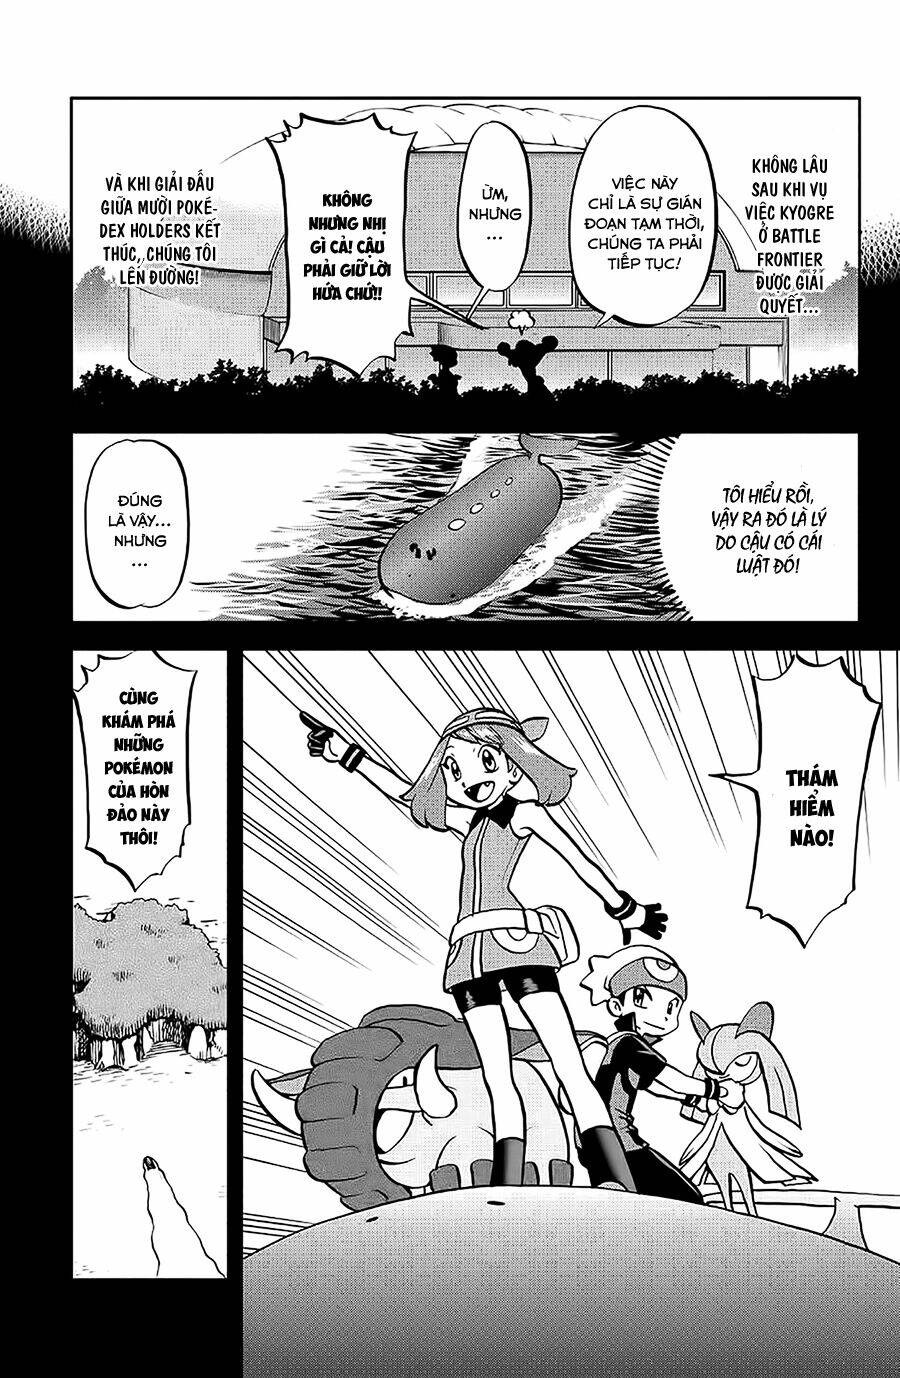 KHÔNG LÂU
SAU KHI VỤ
VIỆC KYOGRE
Ở BATTLE
FRONTIER
ĐƯỢC GIẢI
QUYẾT...
VIỆC NÀY
CHỈ LÀ SỰ GIÁN
ĐOẠN TẠM THỜI,
CHÚNG TA PHẢI
TIẾP TỤC!
ỪM,
NHƯNG
...
KHÔNG
NHƯNG NHỊ
GÌ CẢ! CẬU
PHẢI GIỮ LỜI
HỨA CHỨ!!
VÀ KHI GIẢI ĐẤU
GIỮA MƯỜI POKÉ-
DEX HOLDERS KẾT
THÚC, CHÚNG TÔI
LÊN ĐƯỜNG!
TÔI HIỂU RỒI,
VẬY RA ĐÓ LÀ LÝ
DO CẬU CÓ CÁI
LUẬT ĐÓ!
ĐÚNG
LÀ VẬY...
NHƯNG
...
THÁM
HIỂM
NÀO!
CÙNG
KHÁM PHÁ
NHỮNG
POKÉMON
CỦA HÒN
ĐẢO NÀY
THÔI!